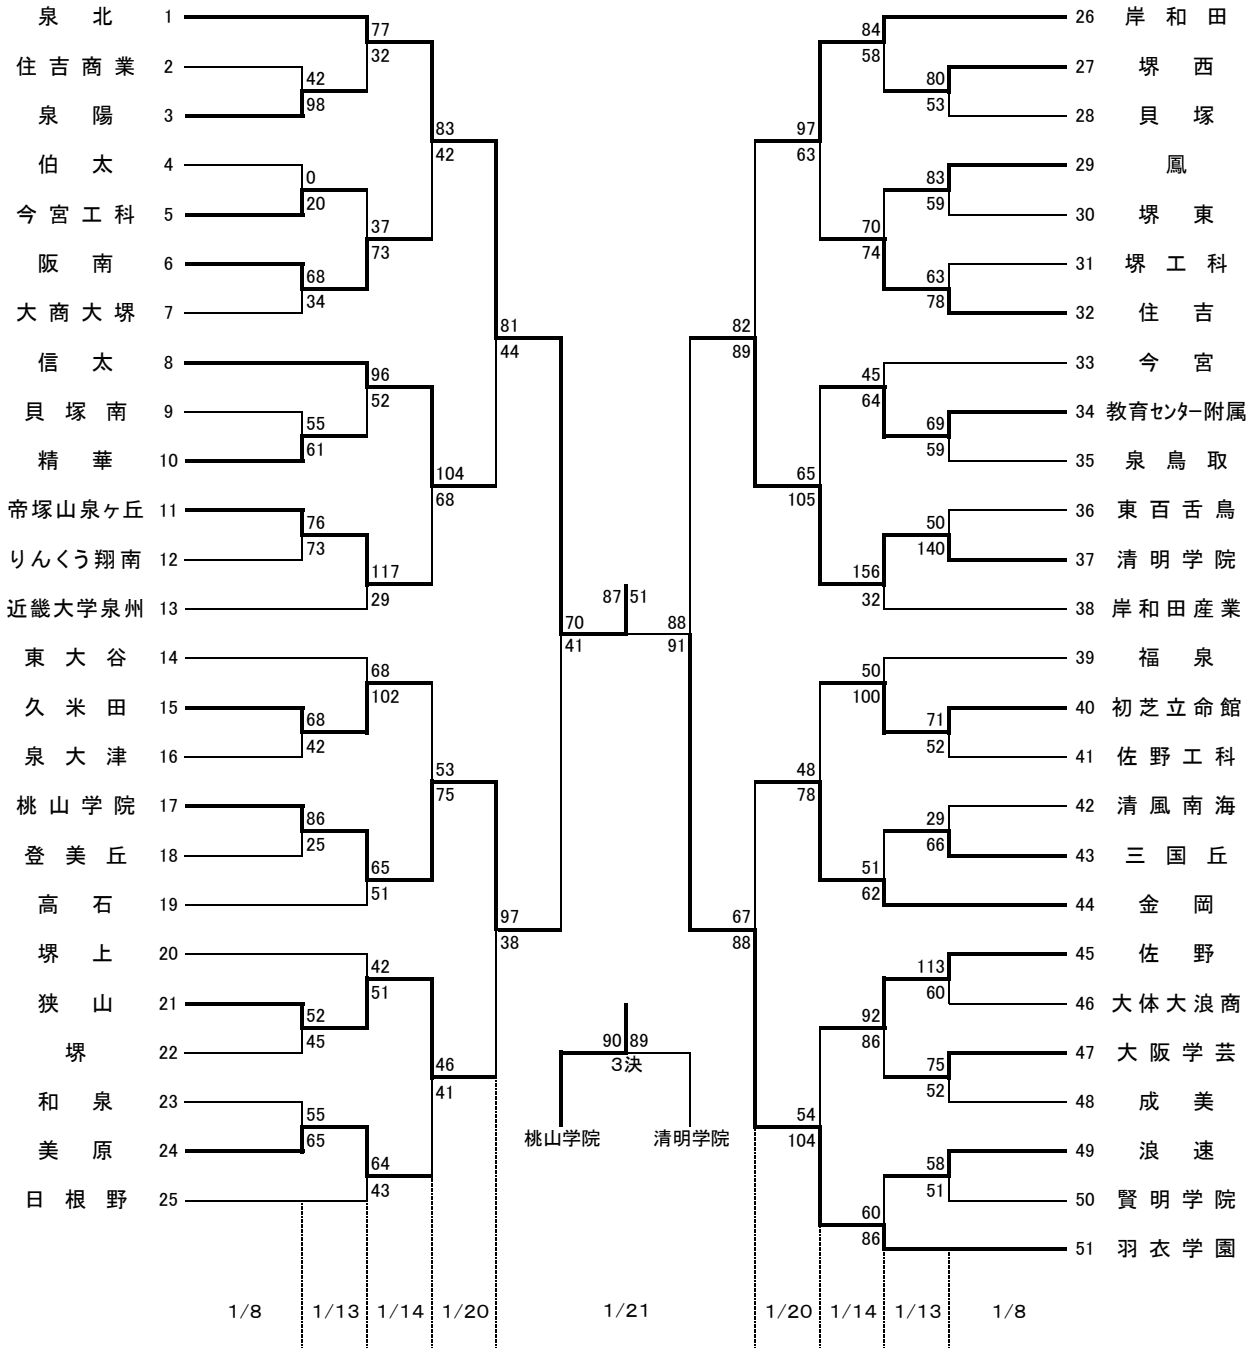 泉北 1
77
32
住吉商業 2
42
98
泉陽 3
83
42
伯太 4
0
20
今宮工科 5
37
73
阪南 6
68
34
大商大堺 7
81
44
信太 8
96
52
貝塚南 9
55
61
精華 10
104
68
帝塚山泉ヶ丘 11
76
73
りんくう翔南 12
117
29
近畿大学泉州 13
70
41
東大谷 14
68
102
久米田 15
68
42
泉大津 16
53
75
桃山学院 17
86
25
登美丘 18
65
51
高石 19
97
38
堺上 20
42
51
狭山 21
52
45
堺 22
46
41
和泉 23
55
65
美原 24
64
43
日根野 25
87 51
90 89
3決
桃山学院 清明学院
26 岸和田
84
58
27 堺西
80
53
28 貝塚
97
63
29 鳳
83
59
30 堺東
70
74
31 堺工科
63
78
32 住吉
82
89
33 今宮
45
64
34 教育センター附属
69
59
35 泉鳥取
65
105
36 東百舌鳥
50
140
37 清明学院
156
32
38 岸和田産業
88
91
39 福泉
50
100
40 初芝立命館
71
52
41 佐野工科
48
78
42 清風南海
29
66
43 三国丘
51
62
44 金岡
67
88
45 佐野
113
60
46 大体大浪商
92
86
47 大阪学芸
75
52
48 成美
54
104
49 浪速
58
51
50 賢明学院
60
86
51 羽衣学園
1/8 1/13 1/14 1/20 1/21 1/20 1/14 1/13 1/8